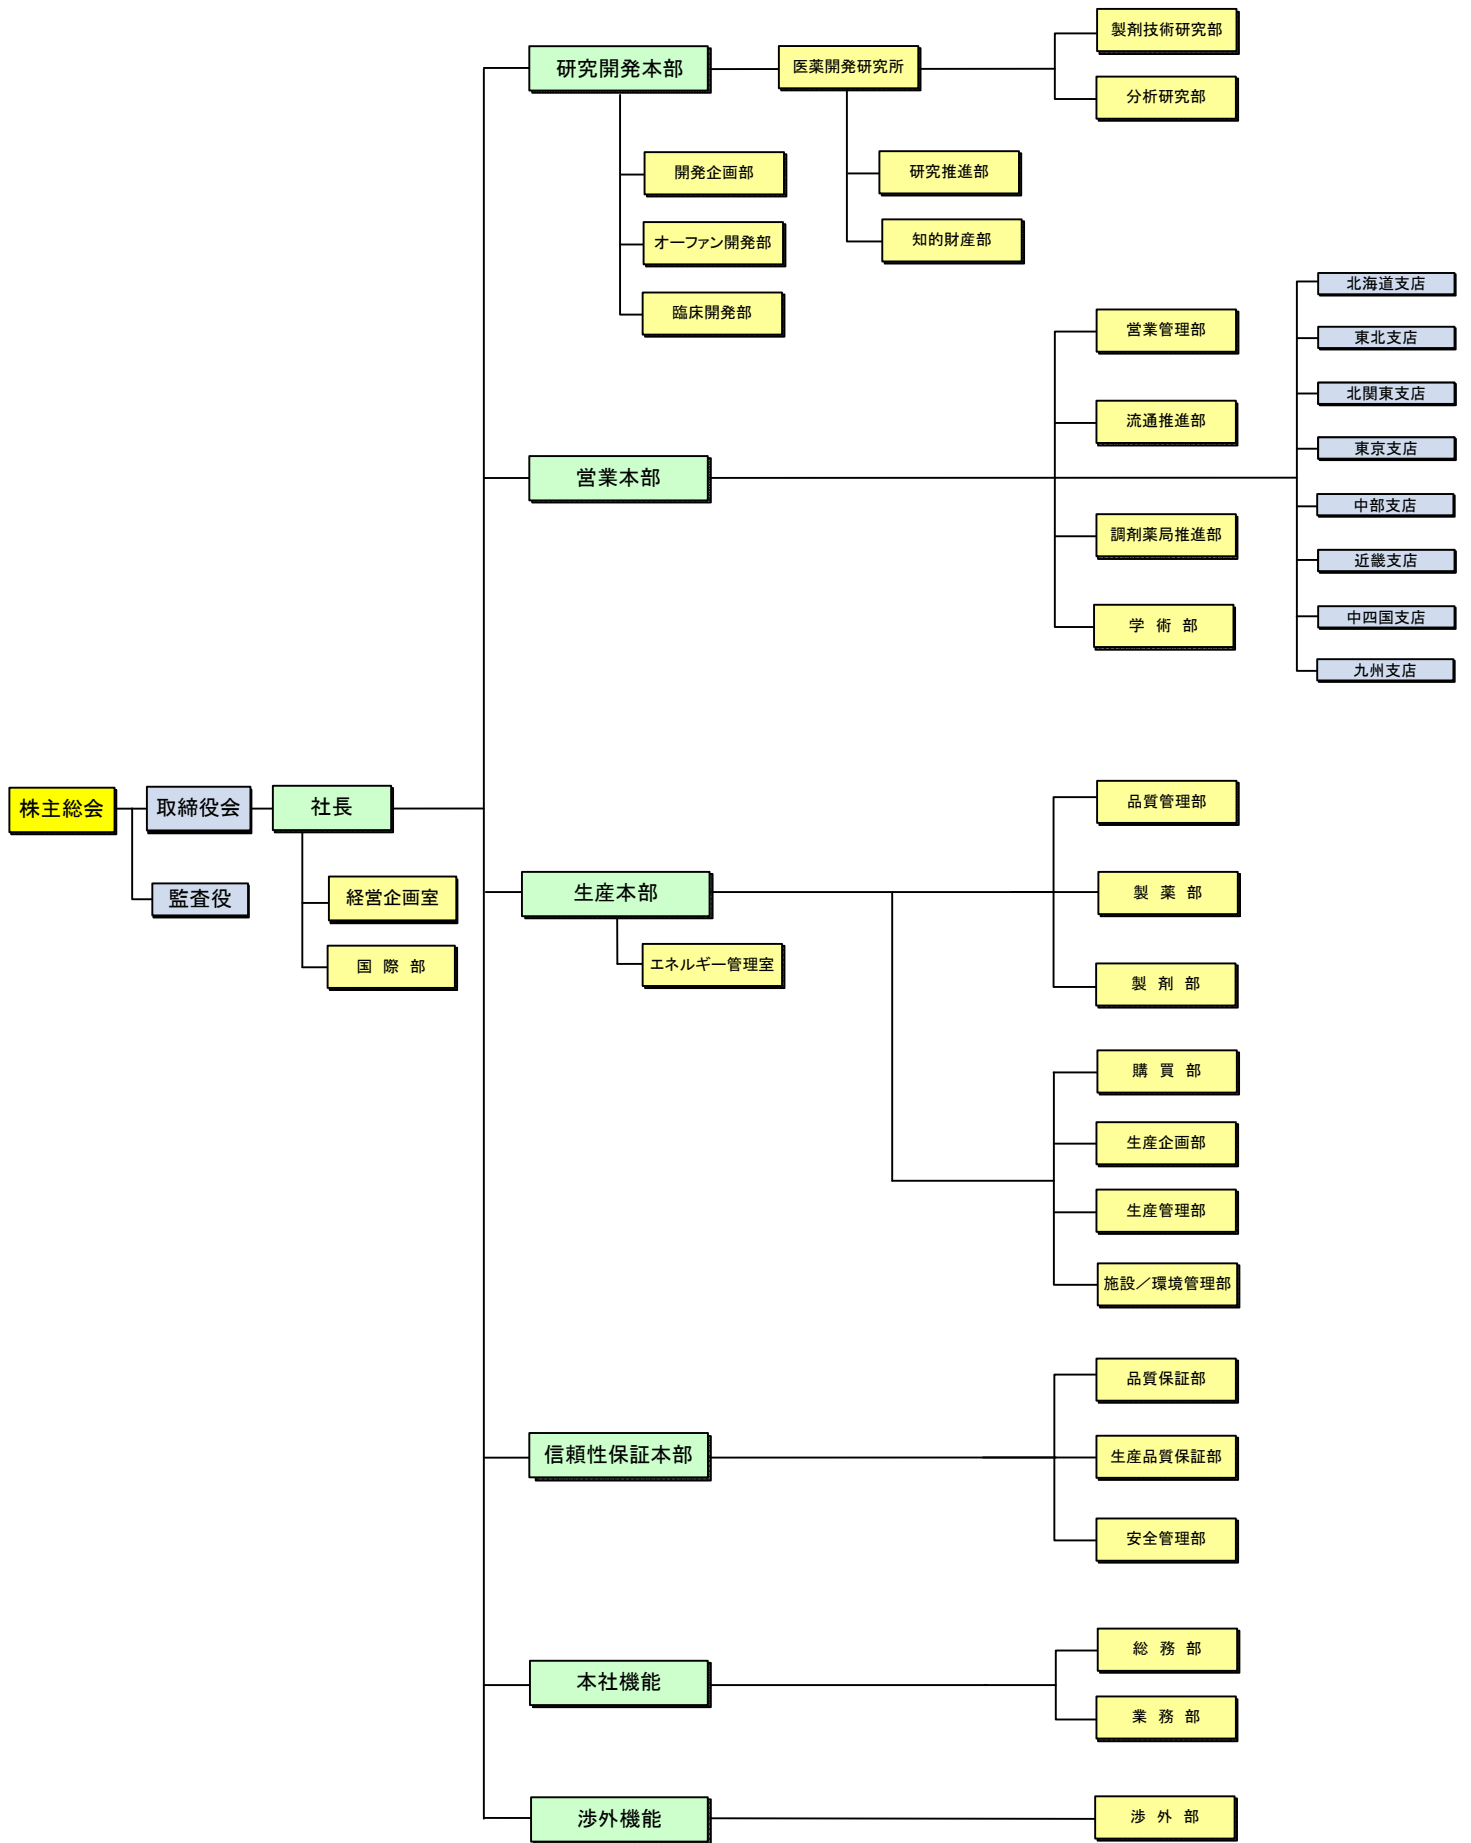 製剤技術研究部
研究開発本部
医薬開発研究所
分析研究部
開発企画部
研究推進部
オーファン開発部
知的財産部
臨床開発部
北海道支店
営業管理部
東北支店
北関東支店
流通推進部
東京支店
営業本部
中部支店
調剤薬局推進部
近畿支店
中四国支店
学 術 部
九州支店
株主総会
取締役会
社長
品質管理部
監査役
経営企画室
生産本部
製 薬 部
国 際 部
エネルギー管理室
製 剤 部
購 買 部
生産企画部
生産管理部
施設／環境管理部
品質保証部
信頼性保証本部
生産品質保証部
安全管理部
総 務 部
本社機能
業 務 部
渉外機能
渉 外 部